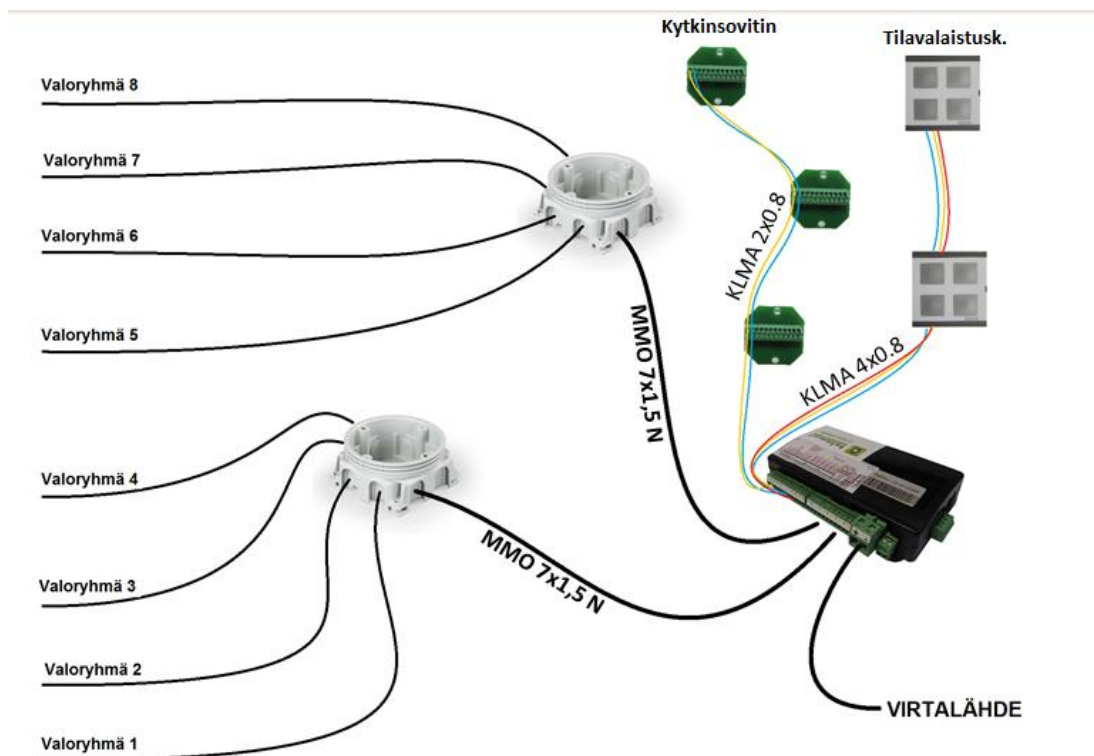 Kytkinsovitin
Tilavalaistusk.
Valoryhmä 8
Valoryhmä 7
Valoryhmä 6
Valoryhmä 5
KLMA 2x0.8
MMO 7x1,5 N
KLMA 4x0.8
Valoryhmä 4
Valoryhmä 3
Valoryhmä 2
Valoryhmä 1
MMO 7x1,5 N
VIRTALÄHDE